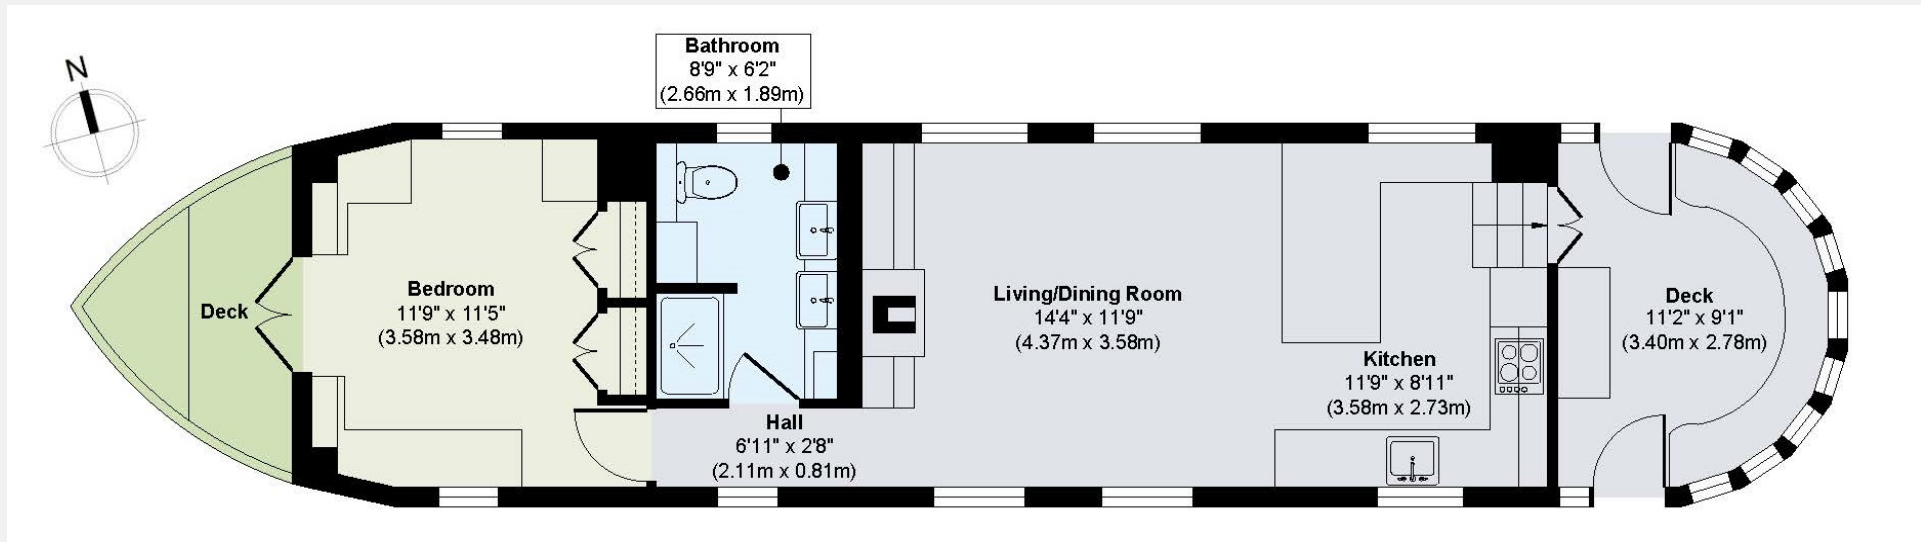 N
Bathroom
8'9" x 6'2"
(2.66m x 1.89m)
Deck
Bedroom
11'9" x 11'5"
(3.58m x 3.48m)
Hall
6'11" x 2'8"
(2.11m x 0.81m)
Living/Dining Room
14'4" x 11'9"
(4.37m x 3.58m)
Kitchen
11'9" x 8'11"
(3.58m x 2.73m)
Deck
11'2" x 9'1"
(3.40m x 2.78m)